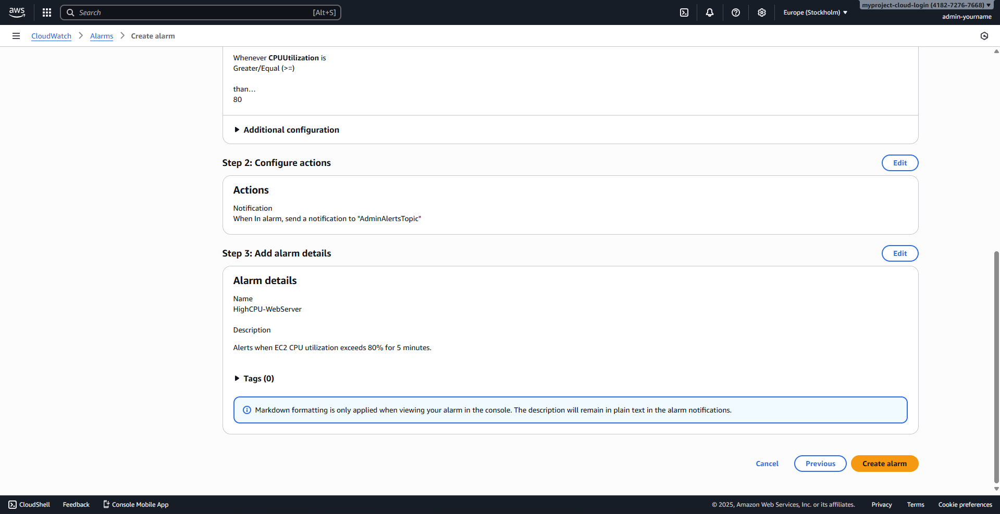 aws
Search
[Alt+S]
Europe (Stockholm)
myproject-cloud-login (4182-7276-7668)
admin-yourname
CloudWatch
Alarms
Create alarm
Whenever CPUUtilization is
Greater/Equal (>=)
than...
80
Additional configuration
Step 2: Configure actions
Edit
Actions
Notification
When In alarm, send a notification to "AdminAlertsTopic"
Step 3: Add alarm details
Edit
Alarm details
Name
HighCPU-WebServer
Description
Alerts when EC2 CPU utilization exceeds 80% for 5 minutes.
Tags (0)
Markdown formatting is only applied when viewing your alarm in the console. The description will remain in plain text in the alarm notifications.
Cancel
Previous
Create alarm
CloudShell
Feedback
Console Mobile App
© 2025, Amazon Web Services, Inc. or its affiliates.
Privacy
Terms
Cookie preferences